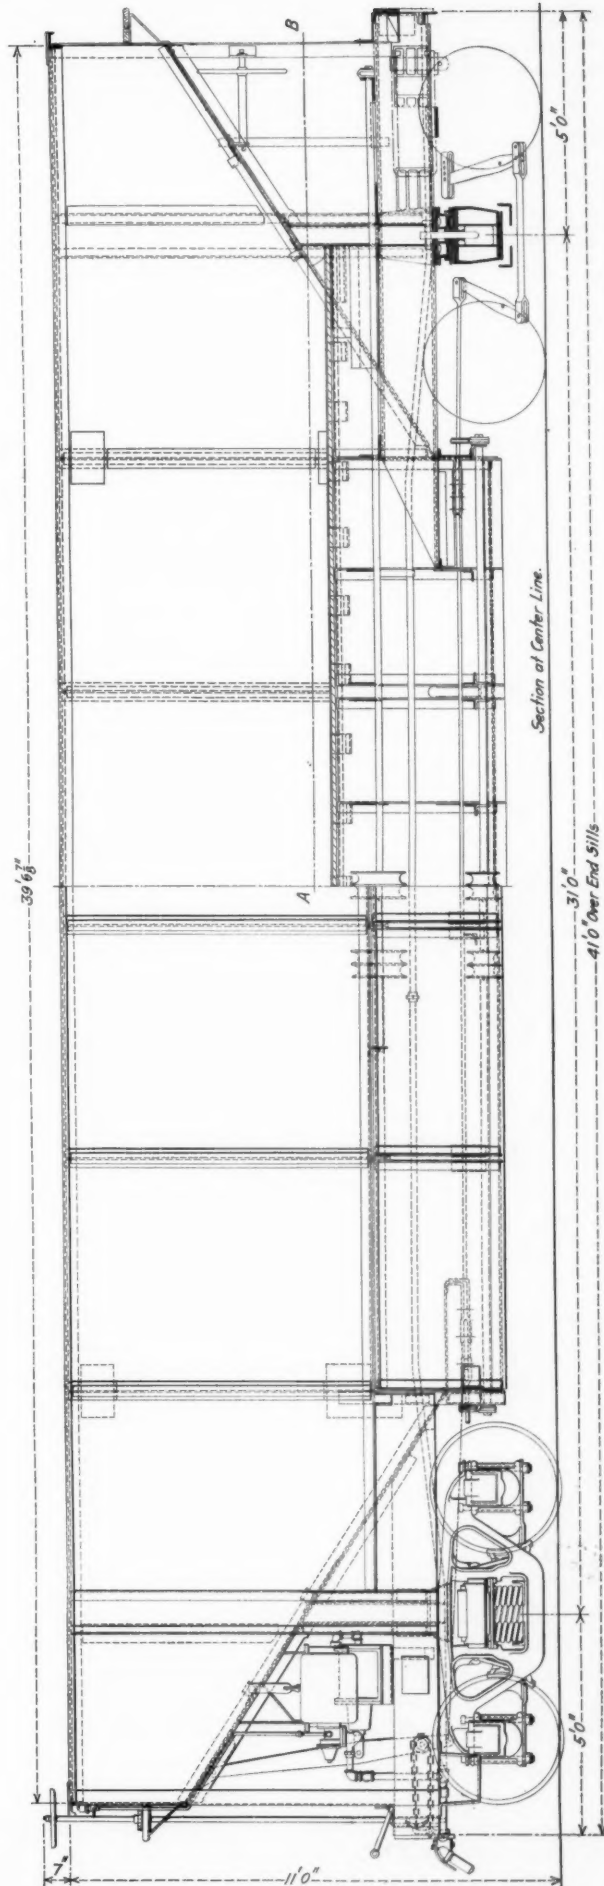 39'6⅞"
B
A
5'0"
Section at Center Line.
31'0"
41'0" Over End Sills
5'0"
7"
11'0"